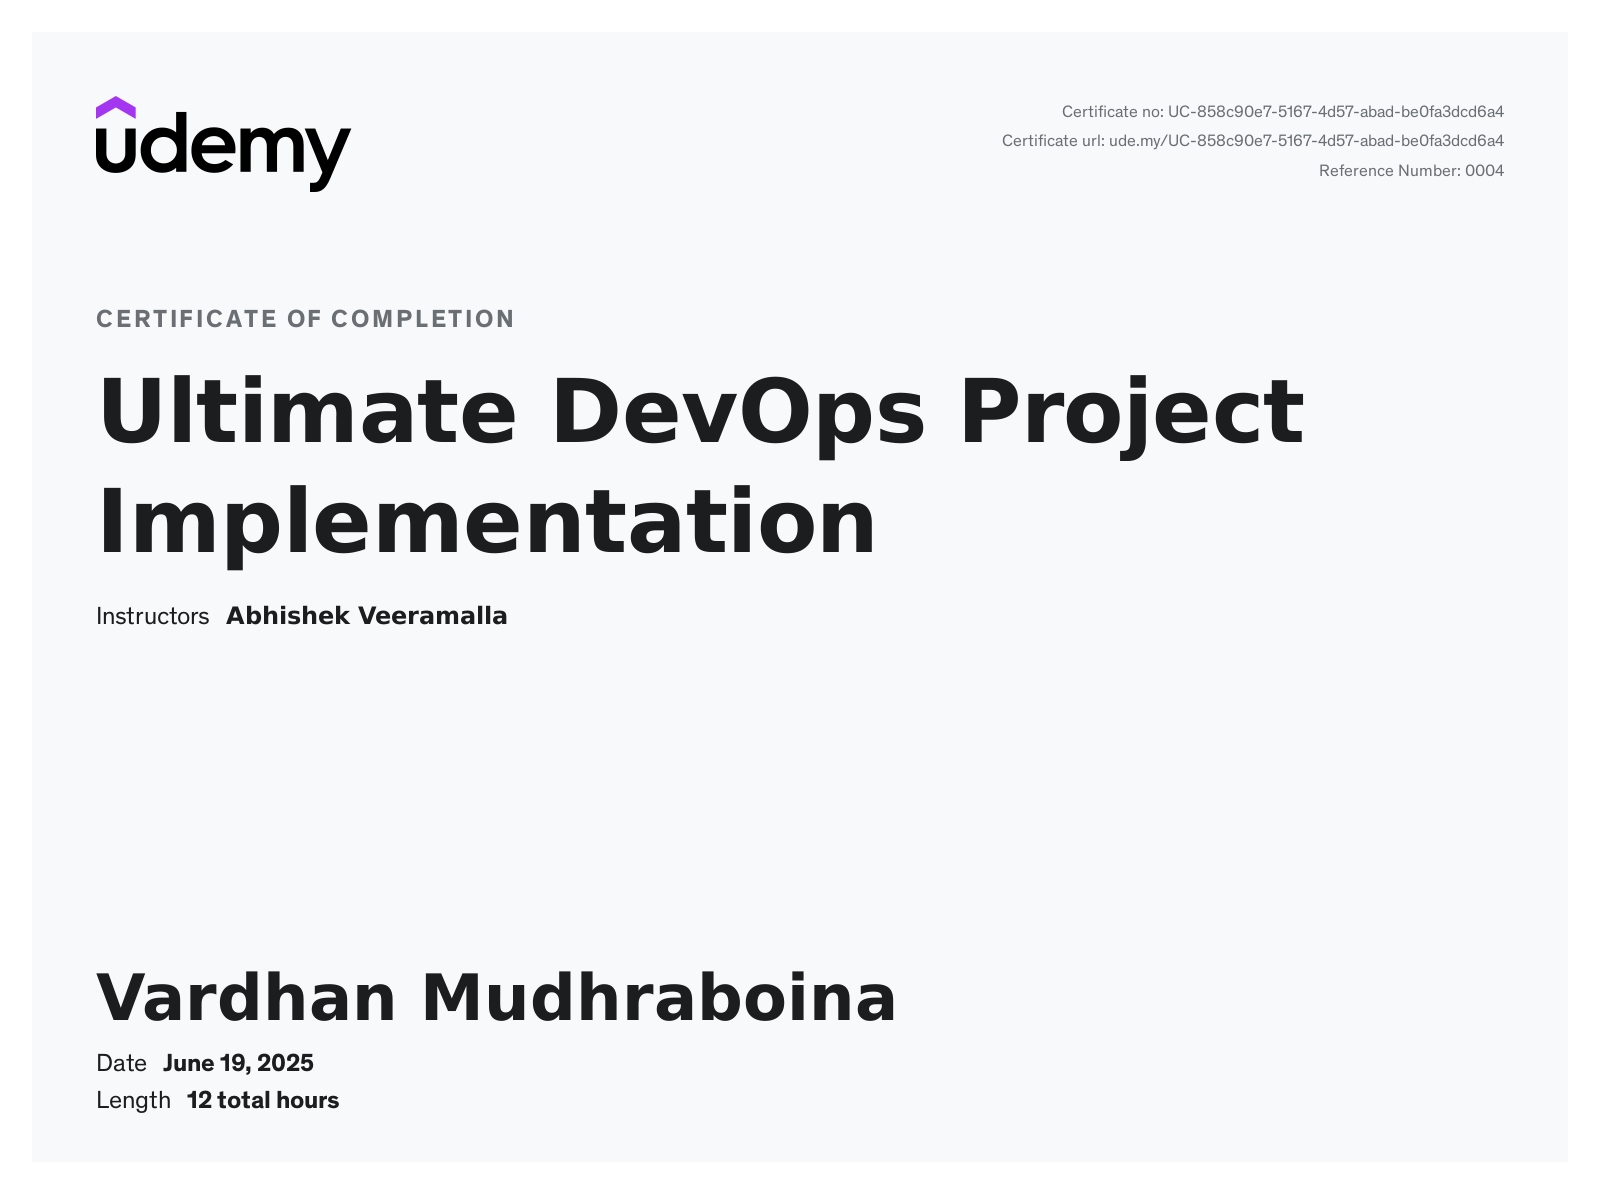 udemy
Certificate no: UC-858c90e7-5167-4d57-abad-be0fa3dcd6a4
Certificate url: ude.my/UC-858c90e7-5167-4d57-abad-be0fa3dcd6a4
Reference Number: 0004
CERTIFICATE OF COMPLETION
Ultimate DevOps Project
Implementation
Instructors Abhishek Veeramalla
Vardhan Mudhraboina
Date June 19, 2025
Length 12 total hours